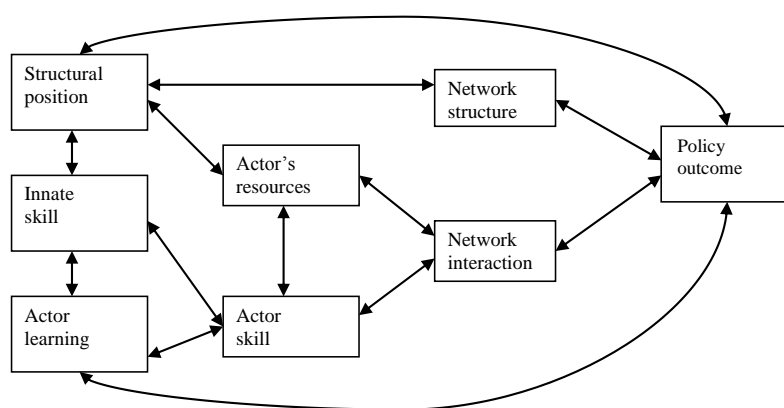 Structural
position
Network
structure
Policy
outcome
Actor’s
resources
Innate
skill
Network
interaction
Actor
learning
Actor
skill